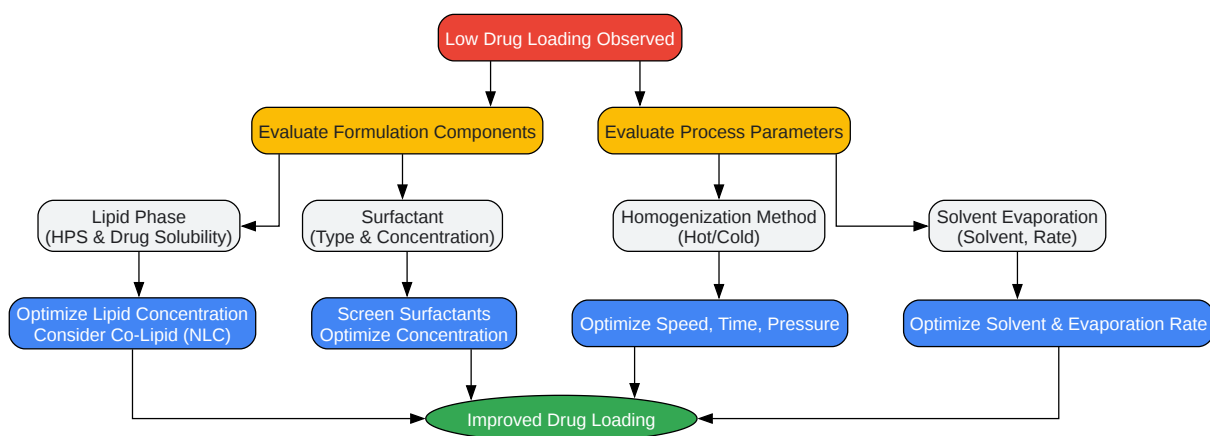 Low Drug Loading Observed
Evaluate Formulation Components
Evaluate Process Parameters
Lipid Phase
(HPS & Drug Solubility)
Surfactant
(Type & Concentration)
Homogenization Method
(Hot/Cold)
Solvent Evaporation
(Solvent, Rate)
Optimize Lipid Concentration
Consider Co-Lipid (NLC)
Screen Surfactants
Optimize Concentration
Optimize Speed, Time, Pressure
Optimize Solvent & Evaporation Rate
Improved Drug Loading